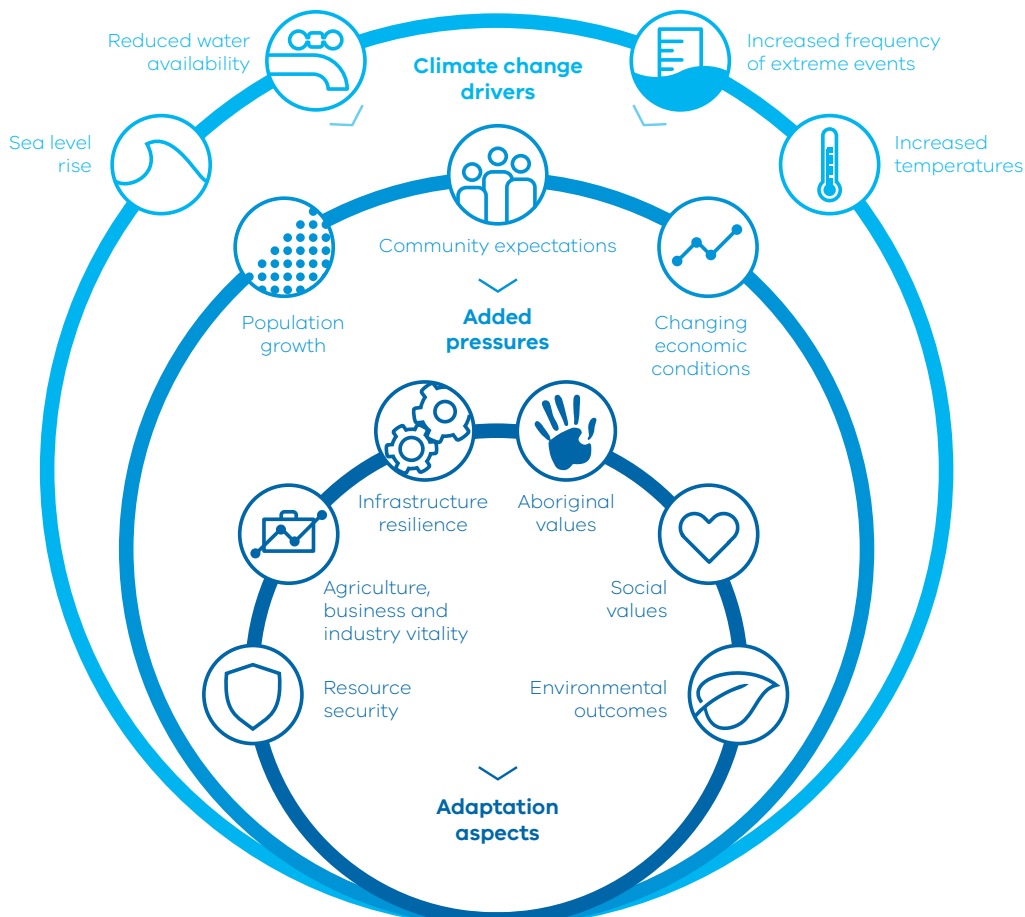 Reduced water
availability
Climate change
drivers
Increased frequency
of extreme events
Sea level
rise
Increased
temperatures
Community expectations
Population
growth
Added
pressures
Changing
economic
conditions
Infrastructure
resilience
Aboriginal
values
Agriculture,
business and
industry vitality
Social
values
Resource
security
Environmental
outcomes
Adaptation
aspects